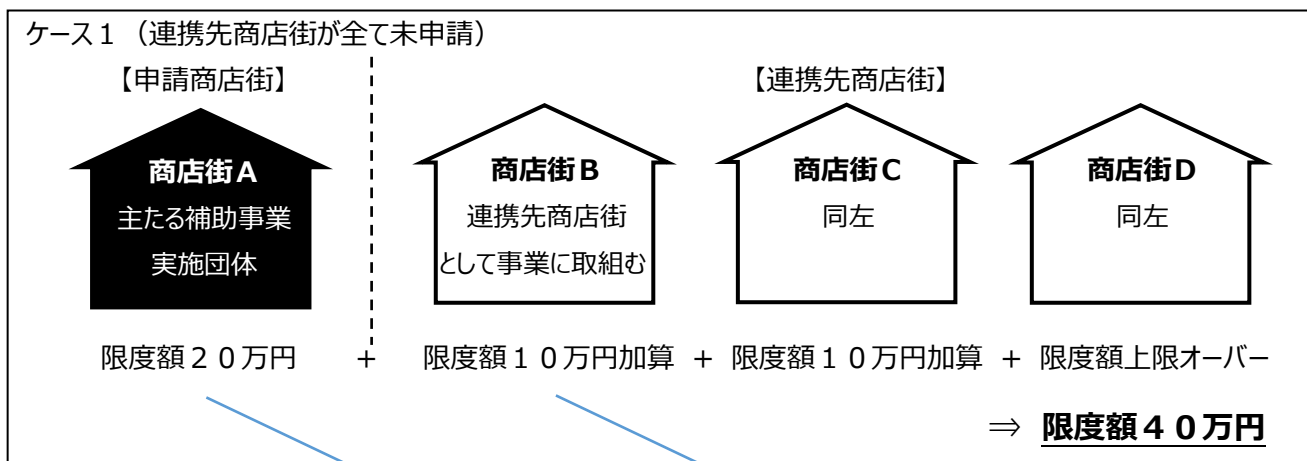 ケース１（連携先商店街が全て未申請）
【申請商店街】
【連携先商店街】
商店街Ａ
主たる補助事業
実施団体
商店街Ｂ
連携先商店街
として事業に取組む
商店街Ｃ
同左
商店街Ｄ
同左
限度額２０万円 ＋ 限度額１０万円加算 ＋ 限度額１０万円加算 ＋ 限度額上限オーバー
⇒ 限度額４０万円